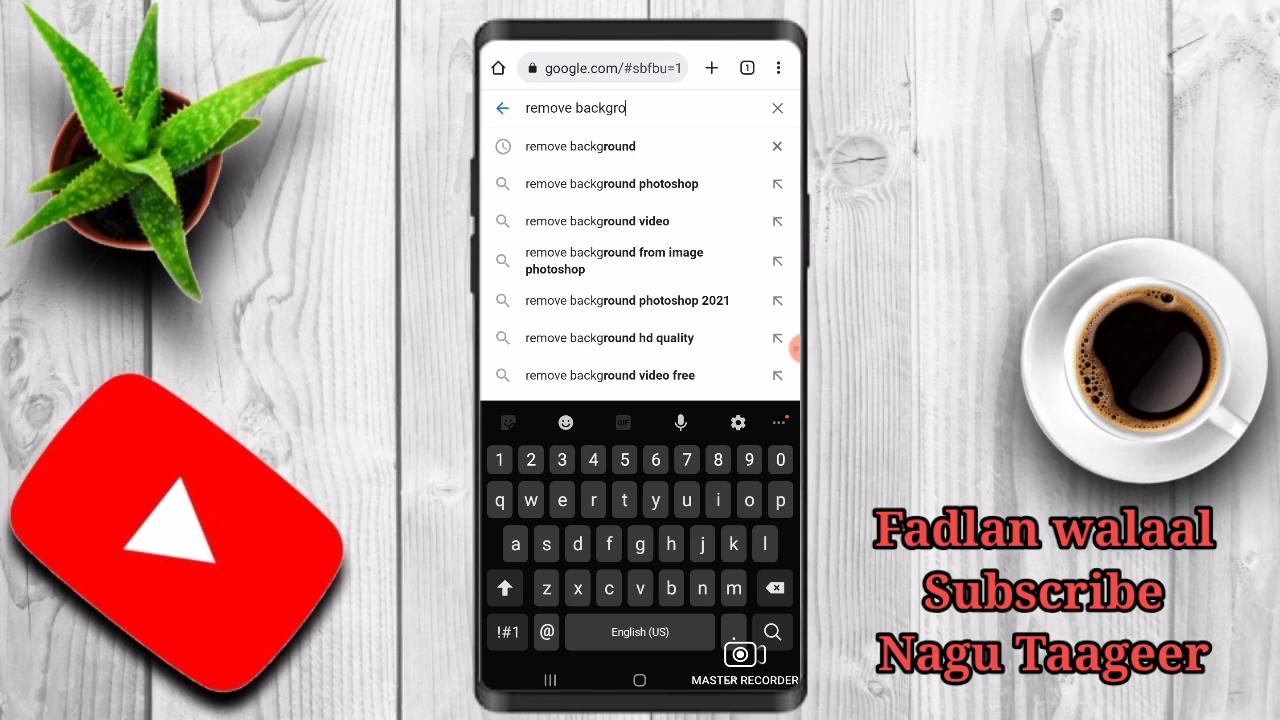 google.com/#sbfbu=1
1
remove backgro
remove background
remove background photoshop
remove background video
remove background from image
photoshop
remove background photoshop 2021
remove background hd quality
remove background video free
GIF
1 2 3 4 5 6 7 8 9 0
q w e r t y u i o p
a s d f g h j k l
z x c v b n m
!#1 @ English (US) .
MASTER RECORDER
Fadlan walaal
Subscribe
Nagu Taageer